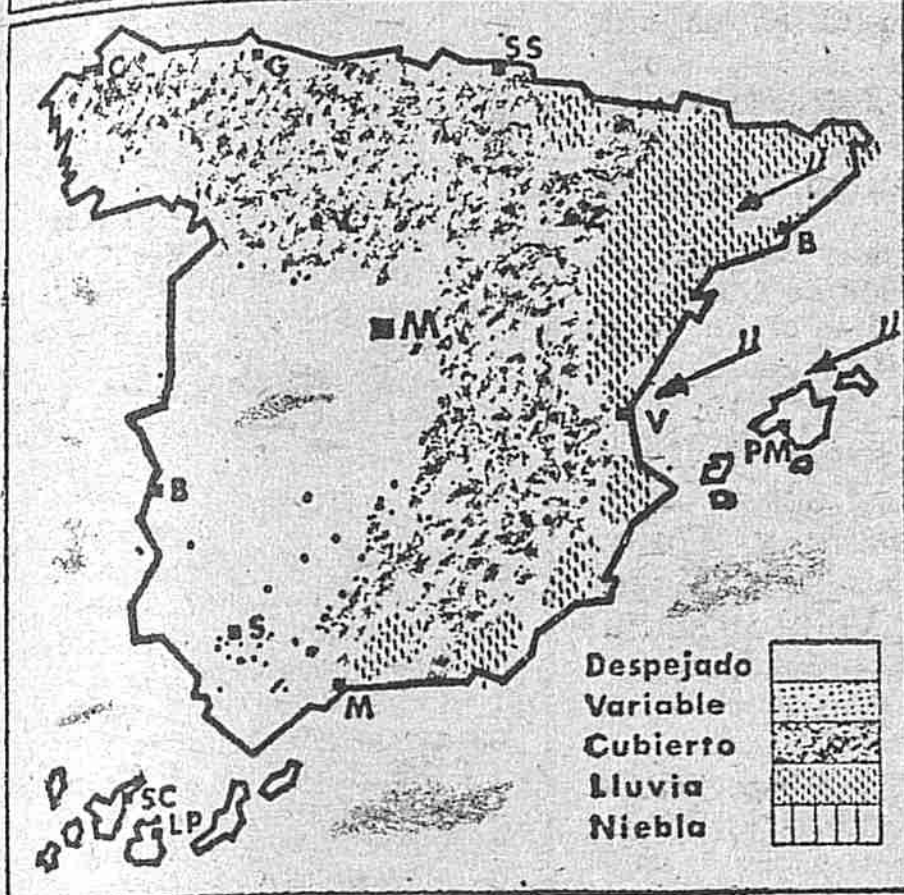 C
G
SS
B
M
V
PM
B
S
M
SC
LP
Despejado
Variable
Cubierto
Lluvia
Niebla